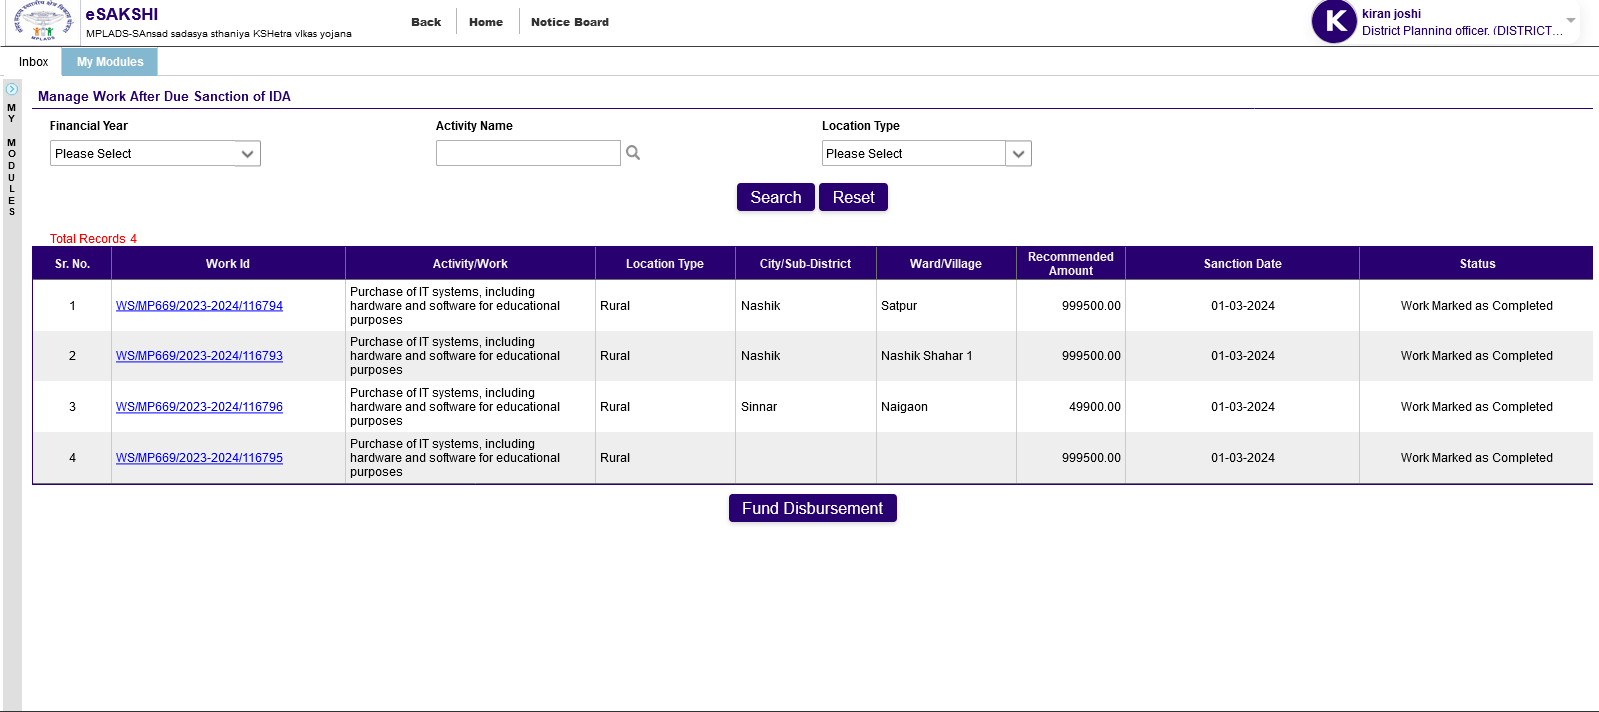 eSAKSHI
MPLADS-SAnsad sadasya sthaniya KSHetra vIkas yojana
Back
Home
Notice Board
K
kiran joshi
District Planning officer. (DISTRICT...
Inbox
My Modules
MY MODULES
Manage Work After Due Sanction of IDA
Financial Year
Activity Name
Location Type
Please Select
Please Select
Search
Reset
Total Records 4
Sr. No. Work Id Activity/Work Location Type City/Sub-District Ward/Village Recommended Amount Sanction Date Status
1 WS/MP669/2023-2024/116794 Purchase of IT systems, including hardware and software for educational purposes Rural Nashik Satpur 999500.00 01-03-2024 Work Marked as Completed
2 WS/MP669/2023-2024/116793 Purchase of IT systems, including hardware and software for educational purposes Rural Nashik Nashik Shahar 1 999500.00 01-03-2024 Work Marked as Completed
3 WS/MP669/2023-2024/116796 Purchase of IT systems, including hardware and software for educational purposes Rural Sinnar Naigaon 49900.00 01-03-2024 Work Marked as Completed
4 WS/MP669/2023-2024/116795 Purchase of IT systems, including hardware and software for educational purposes Rural 999500.00 01-03-2024 Work Marked as Completed
Fund Disbursement